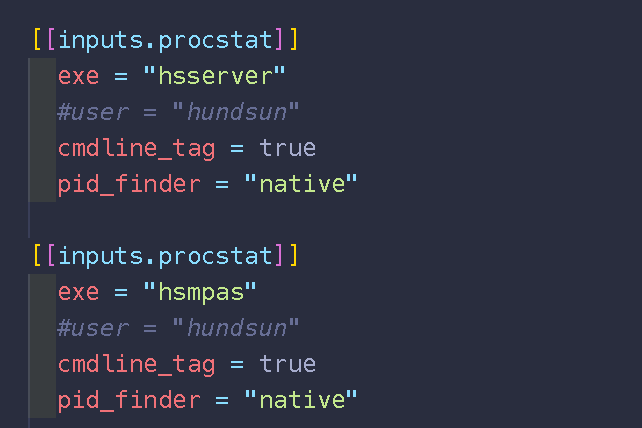 [[inputs.procstat]]
exe = "hsserver"
#user = "hundsun"
cmdline_tag = true
pid_finder = "native"
[[inputs.procstat]]
exe = "hsmpas"
#user = "hundsun"
cmdline_tag = true
pid_finder = "native"